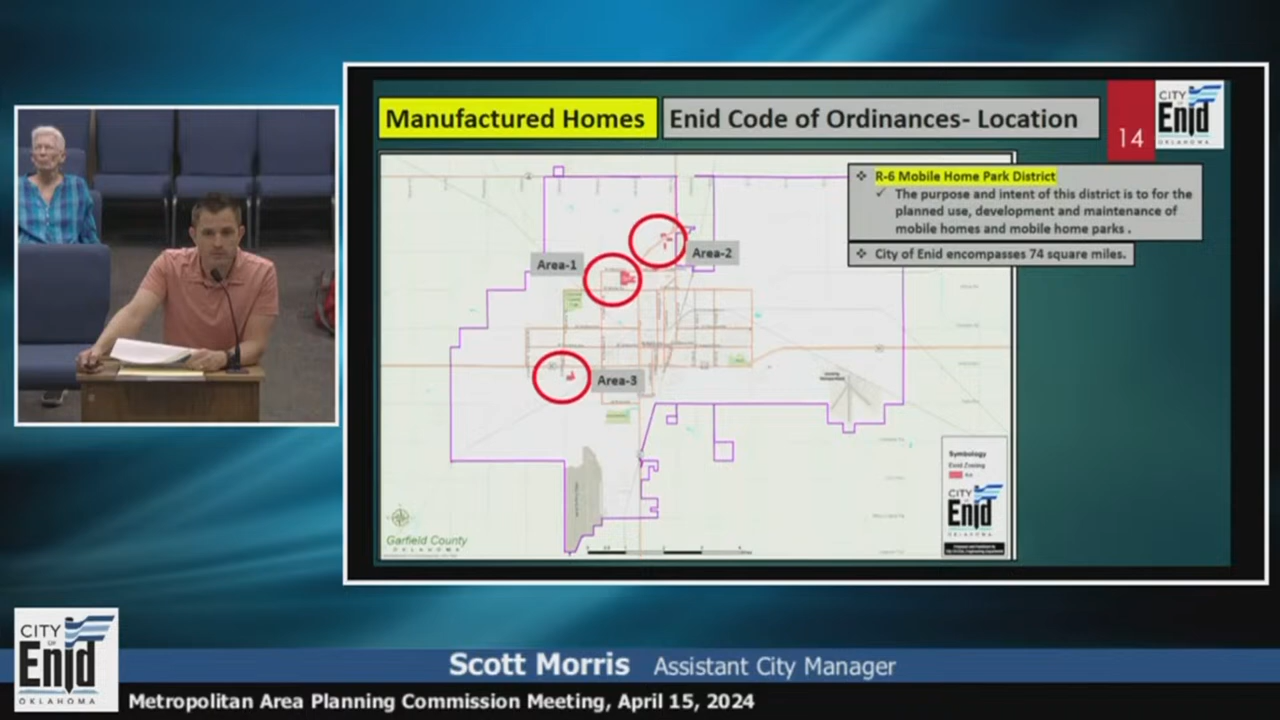 Manufactured Homes
Enid Code of Ordinances- Location
14
CITY
OF
Enid
OKLAHOMA
❖ R-6 Mobile Home Park District
✓ The purpose and intent of this district is to for the
planned use, development and maintenance of
mobile homes and mobile home parks .
❖ City of Enid encompasses 74 square miles.
Area-1
Area-2
Area-3
Symbology
Enid Zoning
CITY
OF
Enid
OKLAHOMA
Garfield County
OKLAHOMA
CITY
OF
Enid
OKLAHOMA
Scott Morris Assistant City Manager
Metropolitan Area Planning Commission Meeting, April 15, 2024